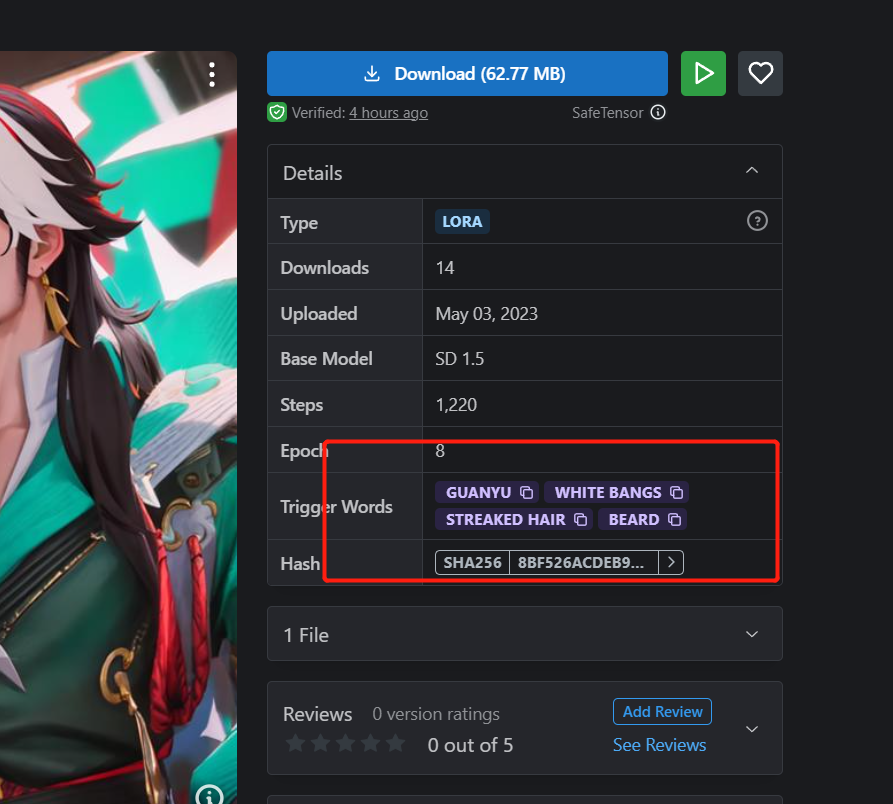 Download (62.77 MB)
Verified: 4 hours ago
SafeTensor
Details
Type
LORA
Downloads
14
Uploaded
May 03, 2023
Base Model
SD 1.5
Steps
1,220
Epoch
8
Trigger Words
GUANYU WHITE BANGS
STREAKED HAIR BEARD
Hash
SHA256 8BF526ACDEB9...
1 File
Reviews
0 version ratings
Add Review
0 out of 5
See Reviews